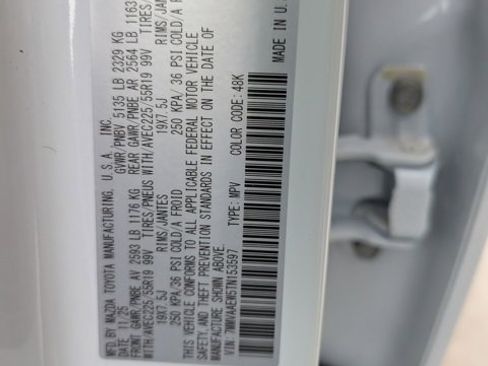 MFD. BY MAZDA TOYOTA MANUFACTURING, U.S.A., INC.
DATE: 11/25 GVWR/PNBV 5135 LB 2329 KG
FRONT GAWR/PNBE AV 2593 LB 1176 KG REAR GAWR/PNBE AR 2564 LB 1163
WITH/AVEC225/55R19 99V TIRES/PNEUS WITH/AVEC225/55R19 99V TIRES/
19X7.5J RIMS/JANTES 19X7.5J RIMS/JAN
250 KPA/ 36 PSI COLD/A FROID 250 KPA/ 36 PSI COLD/A F
THIS VEHICLE CONFORMS TO ALL APPLICABLE FEDERAL MOTOR VEHICLE
SAFETY, AND THEFT PREVENTION STANDARDS IN EFFECT ON THE DATE OF
MANUFACTURE SHOWN ABOVE.
VIN: 7MMVAAEW5TN153597 TYPE: MPV COLOR CODE: 48K MADE IN U.